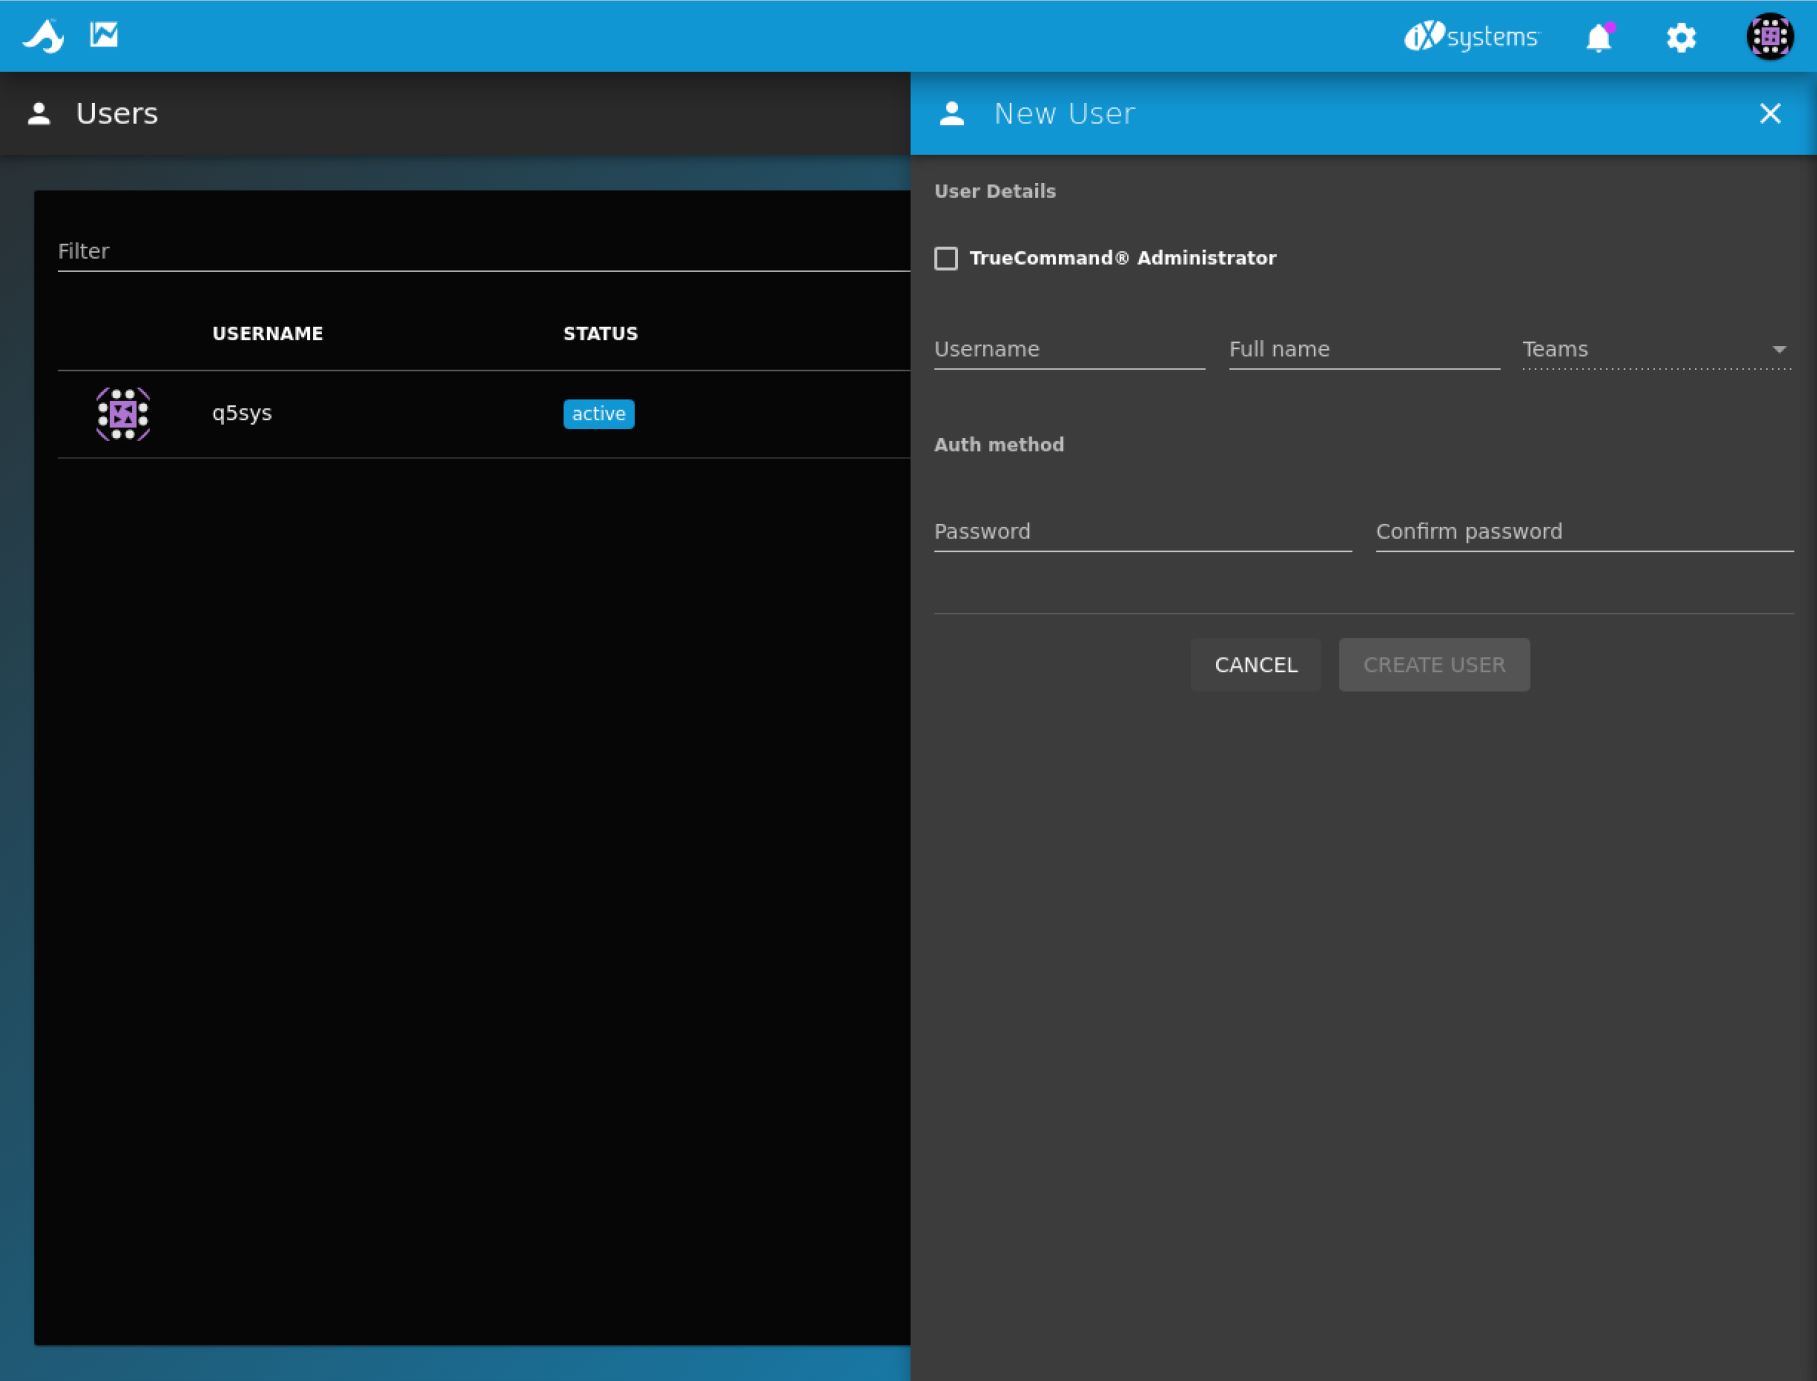 iXsystems
Users
New User
User Details
Filter
TrueCommand® Administrator
USERNAME STATUS
Username Full name Teams
q5sys active
Auth method
Password Confirm password
CANCEL CREATE USER